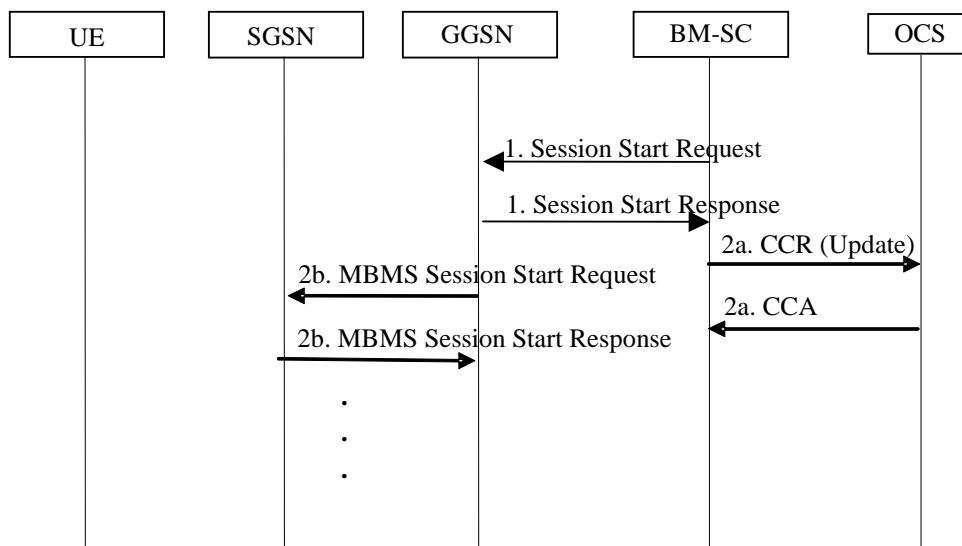 UE
SGSN
GGSN
BM-SC
OCS
1. Session Start Request
1. Session Start Response
2a. CCR (Update)
2b. MBMS Session Start Request
2a. CCA
2b. MBMS Session Start Response
.
.
.